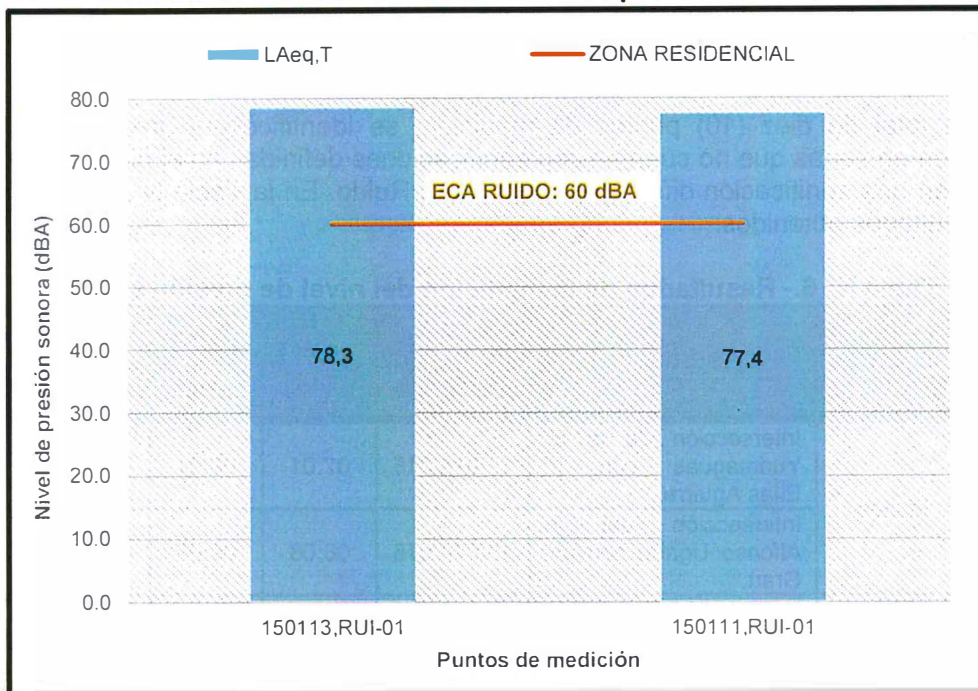 LAeq,T
ZONA RESIDENCIAL
80.0
70.0
60.0
50.0
40.0
30.0
20.0
10.0
0.0
Nivel de presión sonora (dBA)
ECA RUIDO: 60 dBA
78,3
77,4
150113,RUI-01
150111,RUI-01
Puntos de medición